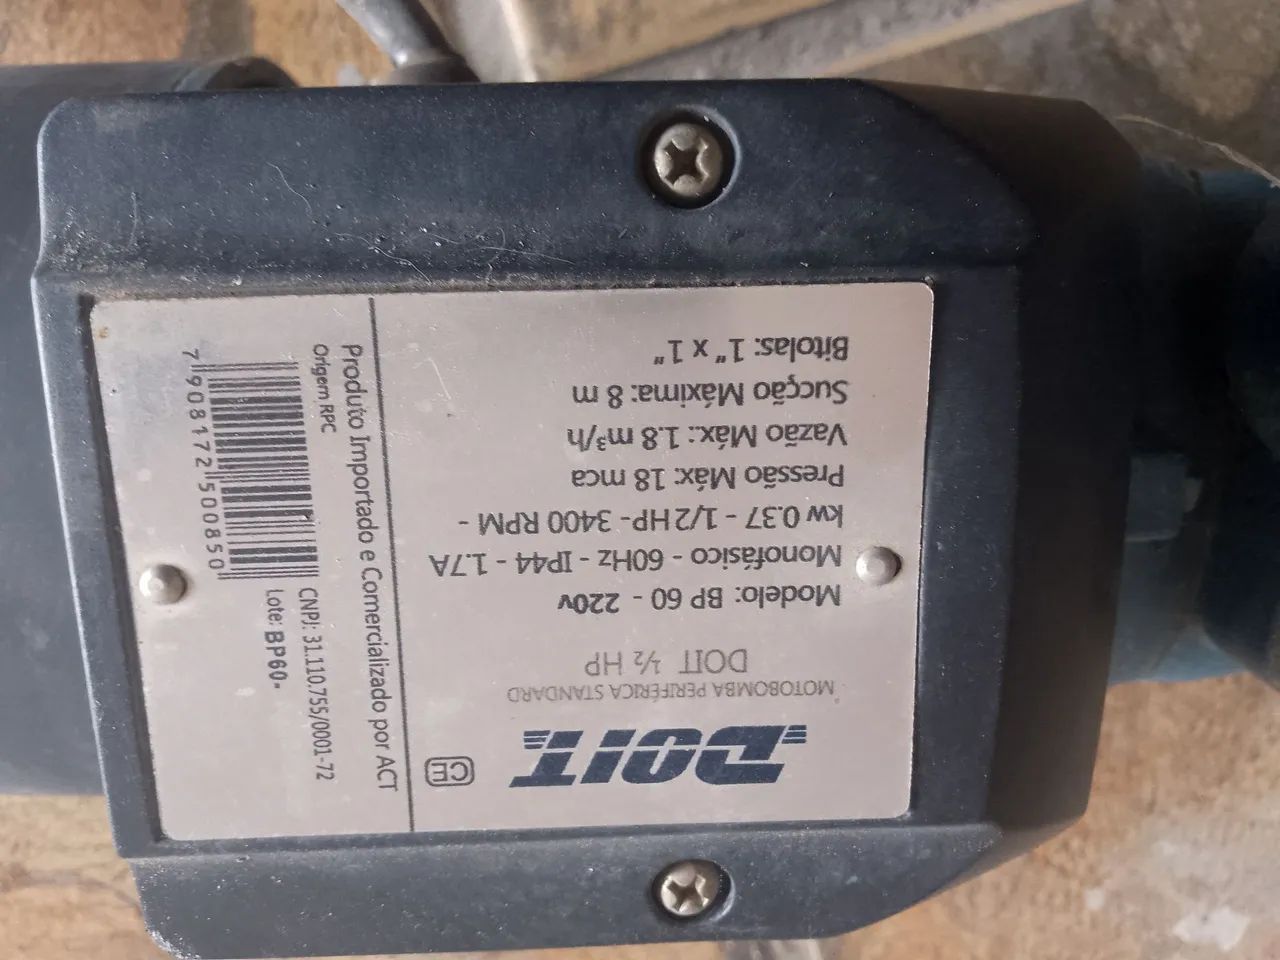 DOIT
CE
MOTOBOMBA PERIFÉRICA STANDARD
DOIT ½ HP
Modelo: BP 60 - 220v
Monofásico - 60Hz - IP44 - 1.7A
kw 0.37 - 1/2HP- 3400 RPM -
Pressão Máx: 18 mca
Vazão Máx.: 1.8 m³/h
Sucção Máxima: 8 m
Bitolas: 1" x 1"
Produto Importado e Comercializado por ACT
Origem RPC
CNPJ: 31.110.755/0001-72
Lote: BP60-
7 908172 500850